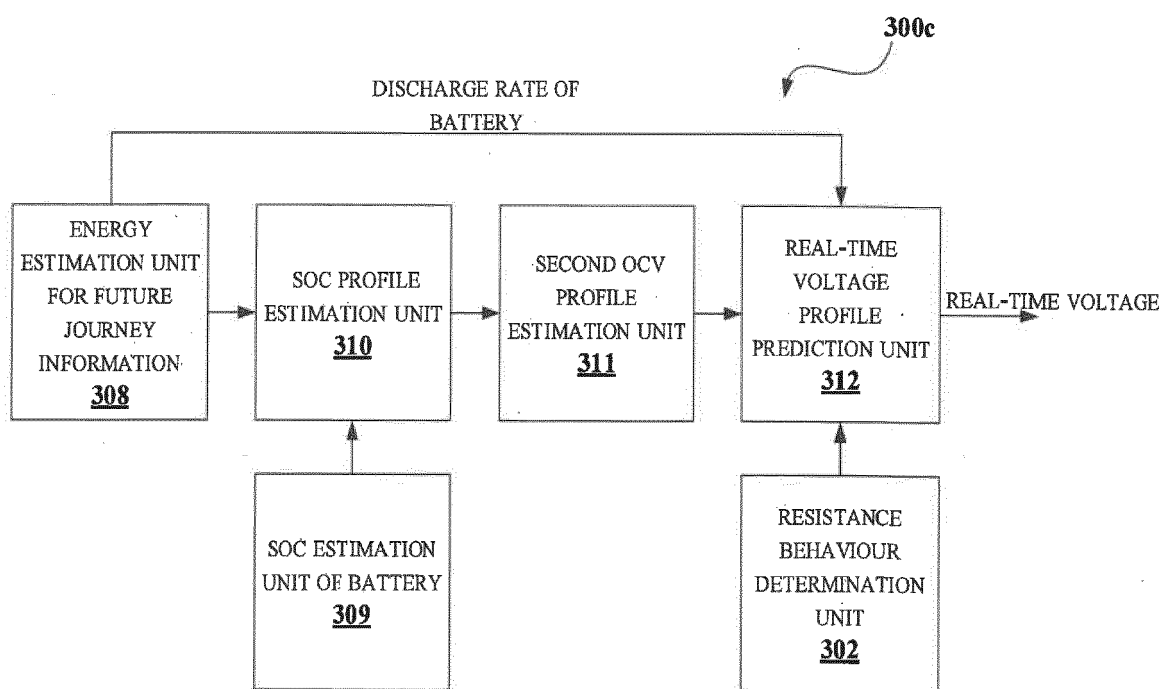 300c
DISCHARGE RATE OF
BATTERY
ENERGY
ESTIMATION UNIT
FOR FUTURE
JOURNEY
INFORMATION
308
SOC PROFILE
ESTIMATION UNIT
310
SECOND OCV
PROFILE
ESTIMATION UNIT
311
REAL-TIME
VOLTAGE
PROFILE
PREDICTION UNIT
312
REAL-TIME VOLTAGE
SOC ESTIMATION
UNIT OF BATTERY
309
RESISTANCE
BEHAVIOUR
DETERMINATION
UNIT
302